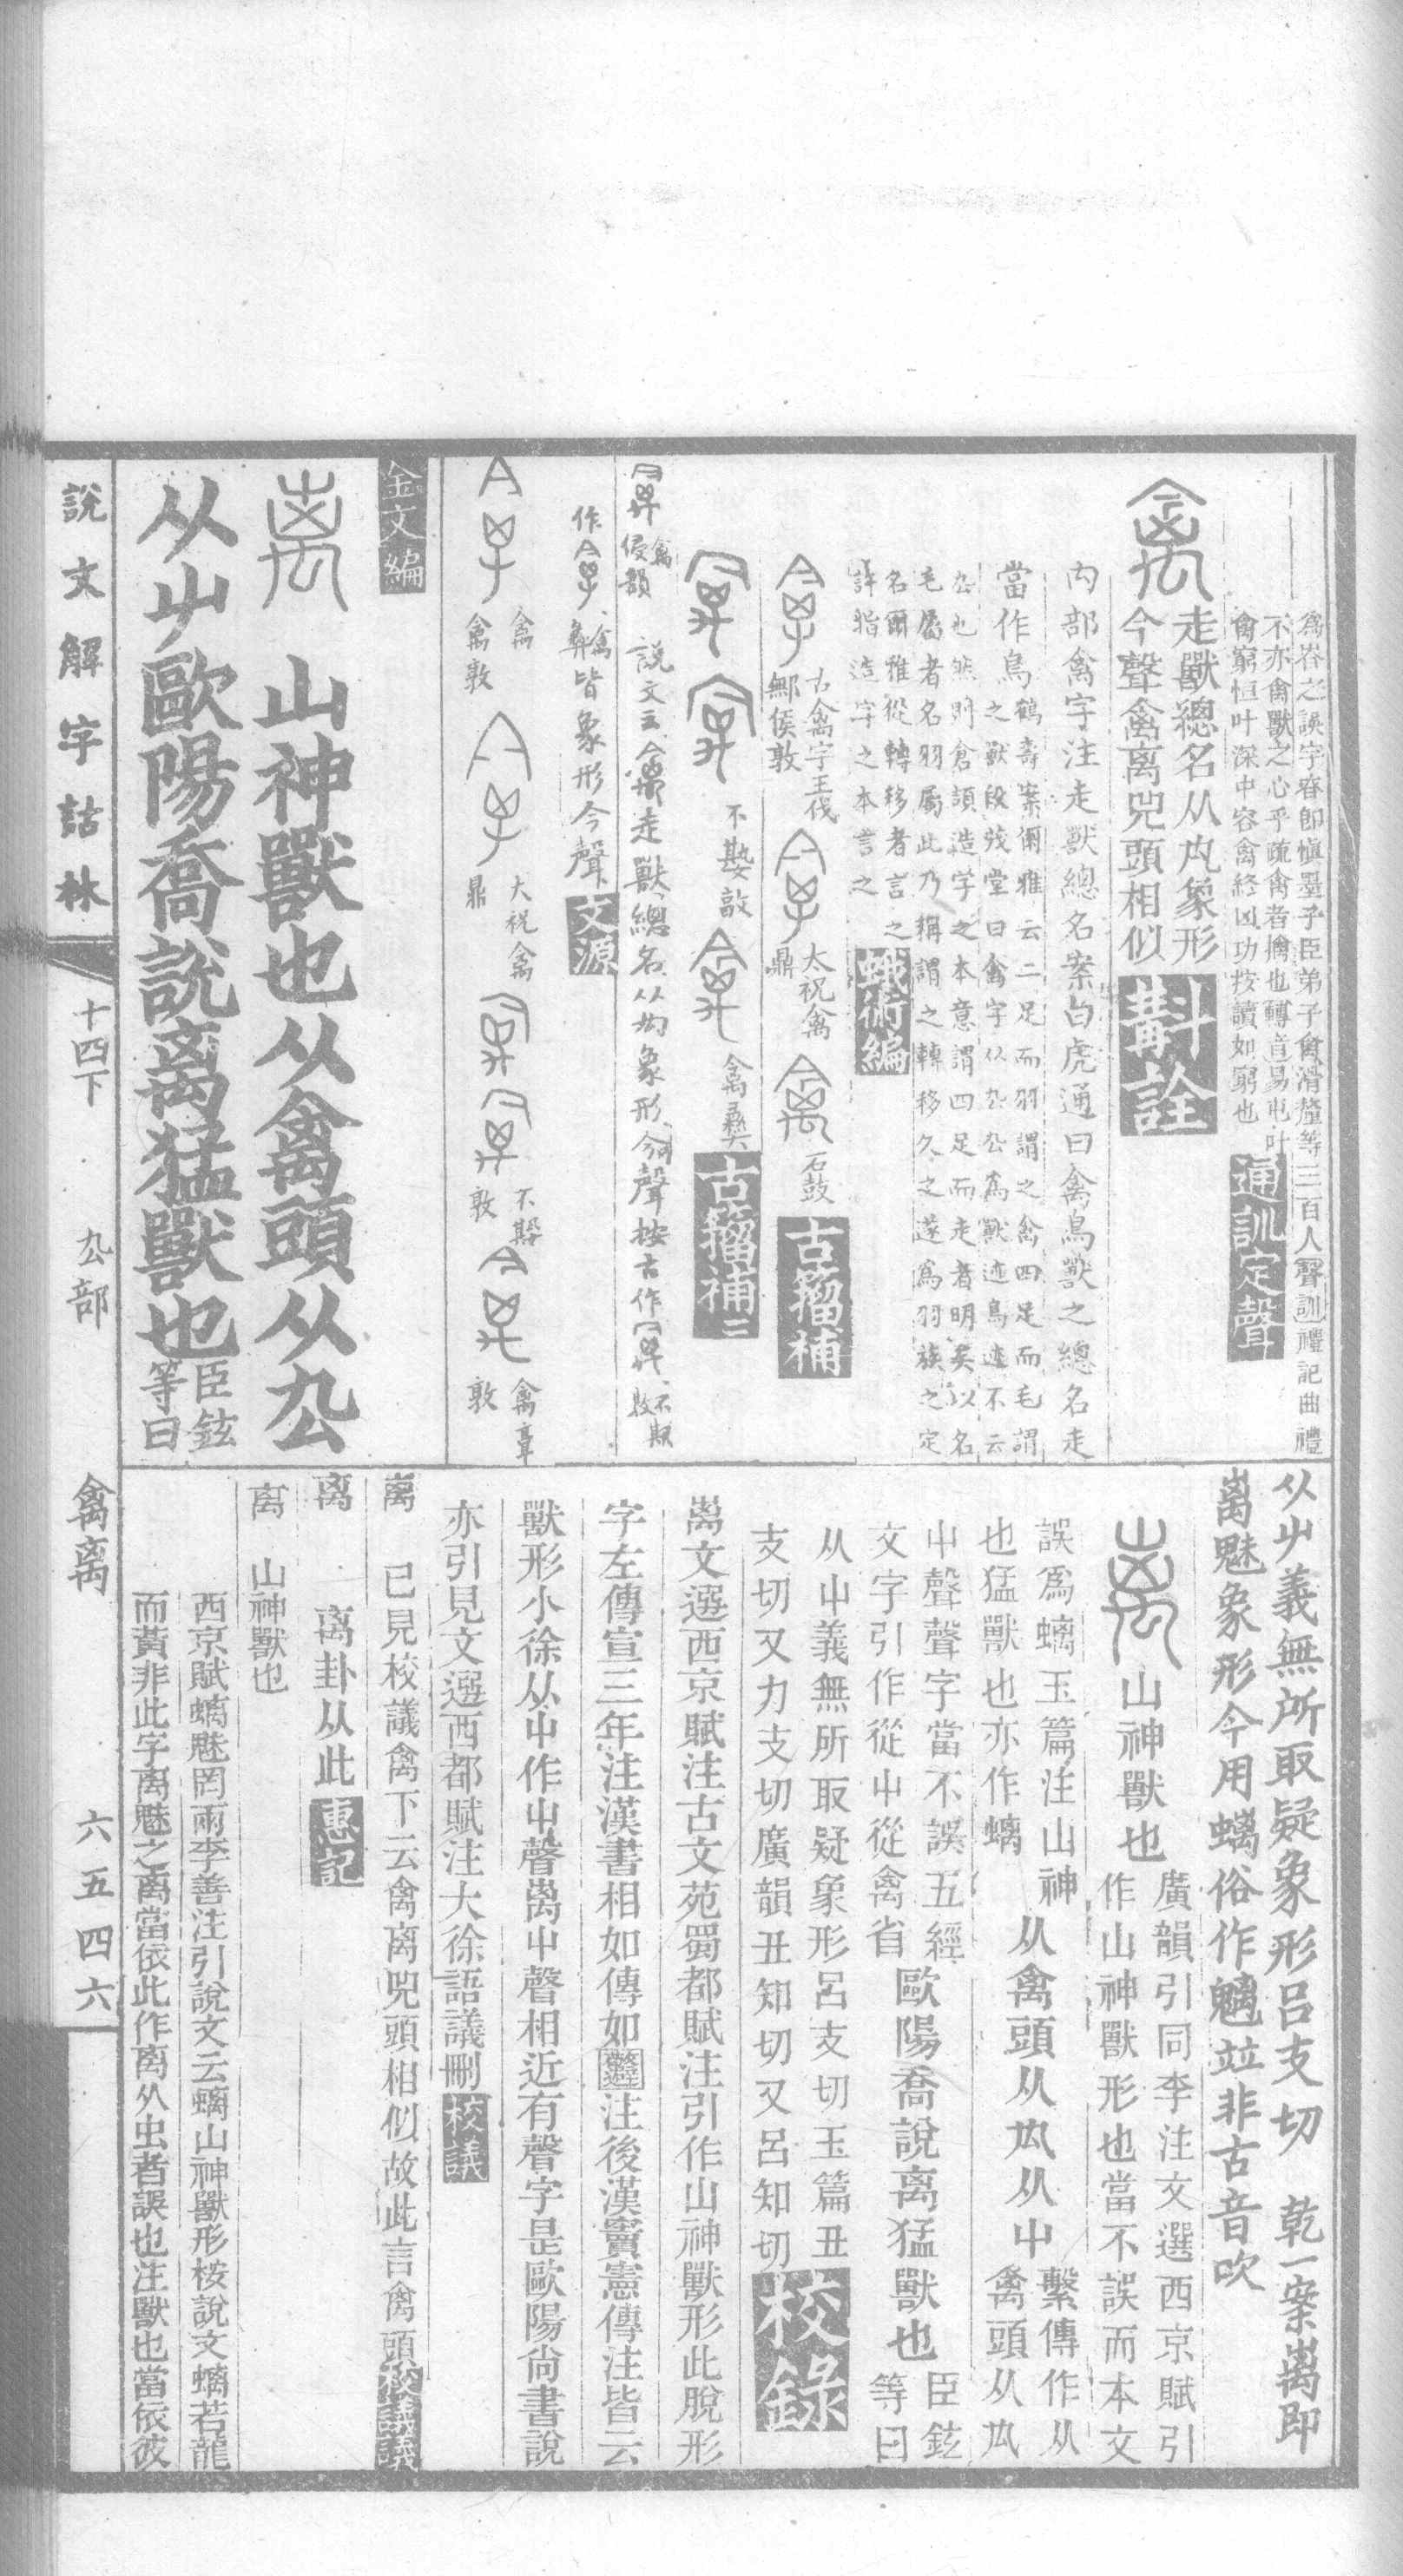 爲峇之誤字春卽愼墨子臣弟子禽滑釐等三百人聲訓禮記曲禮
不亦禽獸之心乎疏禽者擒也轉音易屯叶
禽窮恒叶深中容禽終凶功按讀如窮也通訓定聲
走獸總名从厹象形
今聲禽离兕頭相似斠詮
内部禽字注走獸總名案白虎通曰禽鳥獸之總名走
當作鳥鶴壽案爾雅云二足而羽謂之禽四足而毛謂
之獸段茂堂曰禽字从厹厹爲獸迹鳥迹不云
厹也然則倉頡造字之本意謂四足而走者明矣以名
毛屬者名羽屬此乃稱謂之轉移久之遂爲羽族之定
名爾雅從轉移者言之
許指造字之本言之蛾術編
古禽字王伐
鄦侯敦
太祝禽
鼎
石鼓
古籀補
不𡢁敦
禽彝
古籀補二
禽
侵韻
說文云禽走獸總名从厹象形今聲按古作
不𡢁
敦
作
禽
彝
皆象形今聲文源
禽
禽敦
大祝禽
鼎
不𡢁
敦
禽章
敦
金文編
山神獸也从禽頭从厹
从屮歐陽喬說离猛獸也
臣鉉
等曰
說文解字詁林
十四下
厹部
禽离
六五四六
从屮義無所取疑象形呂支切
乾一案离卽
离魅象形今用螭俗作魑竝非古音吹
山神獸也
廣韻引同李注文選西京賦引
作山神獸形也當不誤而本文
誤爲螭玉篇注山神
也猛獸也亦作螭
从禽頭从厹从屮
繫傳作从
禽頭从厹
屮聲聲字當不誤五經
文字引作從屮從禽省
歐陽喬說离猛獸也
臣鉉
等曰
从屮義無所取疑象形呂支切玉篇丑
支切又力支切廣韻丑知切又呂知切校錄
离文選西京賦注古文苑蜀都賦注引作山神獸形此脫形
字左傳宣三年注漢書相如傳如注後漢竇憲傳注皆云
獸形小徐从屮作屮聲离屮聲相近有聲字是歐陽尙書說
亦引見文選西都賦注大徐語議刪校議
离
已見校議禽下云禽离兕頭相似故此言禽頭校議議
离
离卦从此惠記
离
山神獸也
西京賦螭魅罔兩李善注引說文云螭山神獸形桉說文螭若龍
而黃非此字离魅之离當依此作离从虫者誤也注獸也當依彼